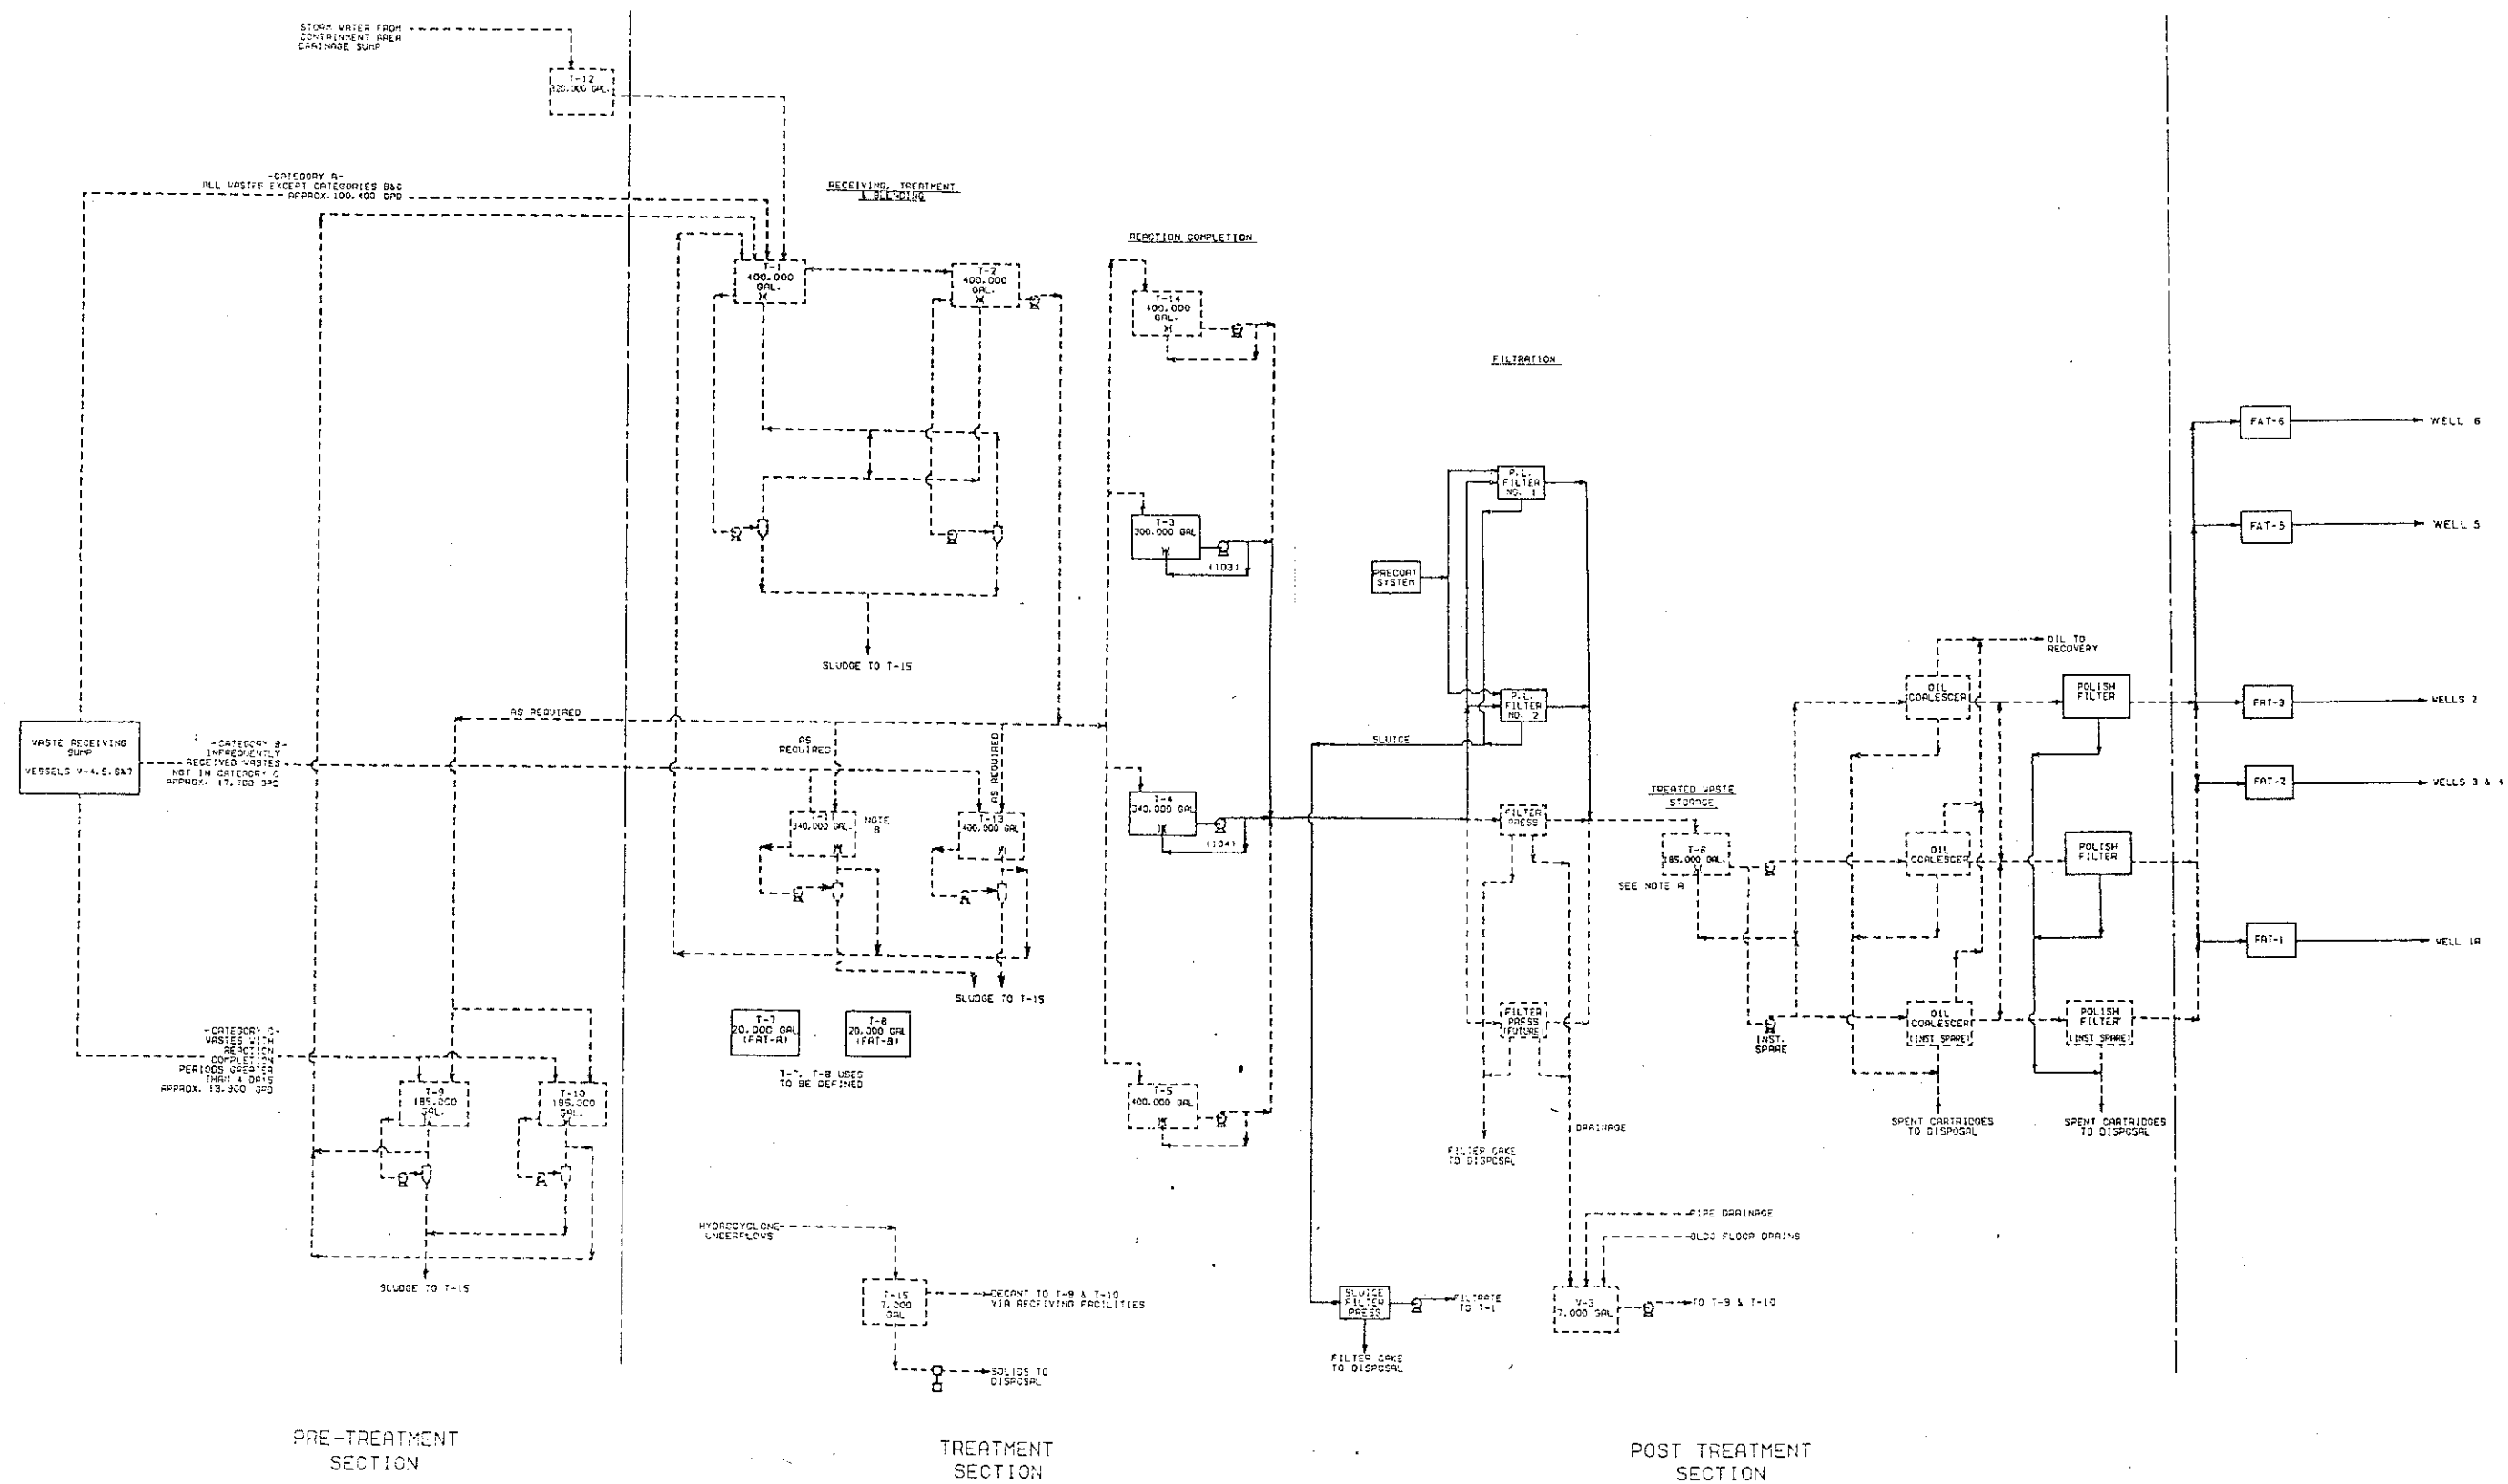 STORM WATER FROM
CONTAINMENT AREA
DRAINAGE SUMP
T-12
320,000 GAL.
-CATEGORY A-
ALL WASTES EXCEPT CATEGORIES B&C
APPROX. 100,400 GPD
RECEIVING, TREATMENT
& BLENDING
T-1
400,000
GAL.
T-2
400,000
GAL.
REACTION COMPLETION
T-14
400,000
GAL.
FILTRATION
T-3
300,000 GAL
(103)
SLUDGE TO T-15
P.L.
FILTER
NO. 1
PRECOAT
SYSTEM
P.L.
FILTER
NO. 2
SLUICE
FAT-6
WELL 6
FAT-5
WELL 5
FAT-3
WELLS 2
FAT-2
WELLS 3 & 4
FAT-1
WELL 1A
OIL TO
RECOVERY
OIL
COALESCER
POLISH
FILTER
WASTE RECEIVING
SUMP
VESSELS V-4,5,6&7
AS REQUIRED
-CATEGORY B-
INFREQUENTLY
RECEIVED WASTES
NOT IN CATEGORY C
APPROX. 17,700 GPD
AS
REQUIRED
AS REQUIRED
T-11
340,000 GAL.
NOTE
B
T-13
400,000 GAL
SLUDGE TO T-15
T-4
340,000 GAL
(104)
FILTER
PRESS
TREATED WASTE
STORAGE
T-6
185,000 GAL.
SEE NOTE A
OIL
COALESCER
POLISH
FILTER
-CATEGORY C-
WASTES WITH
REACTION
COMPLETION
PERIODS GREATER
THAN 4 DAYS
APPROX. 13,900 GPD
T-9
185,000
GAL.
T-10
185,000
GAL.
SLUDGE TO T-15
T-7
20,000 GAL
(FAT-A)
T-8
20,000 GAL
(FAT-B)
T-7, T-8 USES
TO BE DEFINED
T-5
400,000 GAL
FILTER
PRESS
(FUTURE)
INST.
SPARE
OIL
COALESCER
(INST SPARE)
POLISH
FILTER
(INST SPARE)
SPENT CARTRIDGES
TO DISPOSAL
SPENT CARTRIDGES
TO DISPOSAL
DRAINAGE
FILTER CAKE
TO DISPOSAL
HYDROCYCLONE
UNDERFLOWS
T-15
7,000
GAL
DECANT TO T-9 & T-10
VIA RECEIVING FACILITIES
SOLIDS TO
DISPOSAL
SLUICE
FILTER
PRESS
FILTRATE
TO T-1
FILTER CAKE
TO DISPOSAL
PIPE DRAINAGE
BLDG FLOOR DRAINS
V-3
7,000 GAL
TO T-9 & T-10
PRE-TREATMENT
SECTION
TREATMENT
SECTION
POST TREATMENT
SECTION